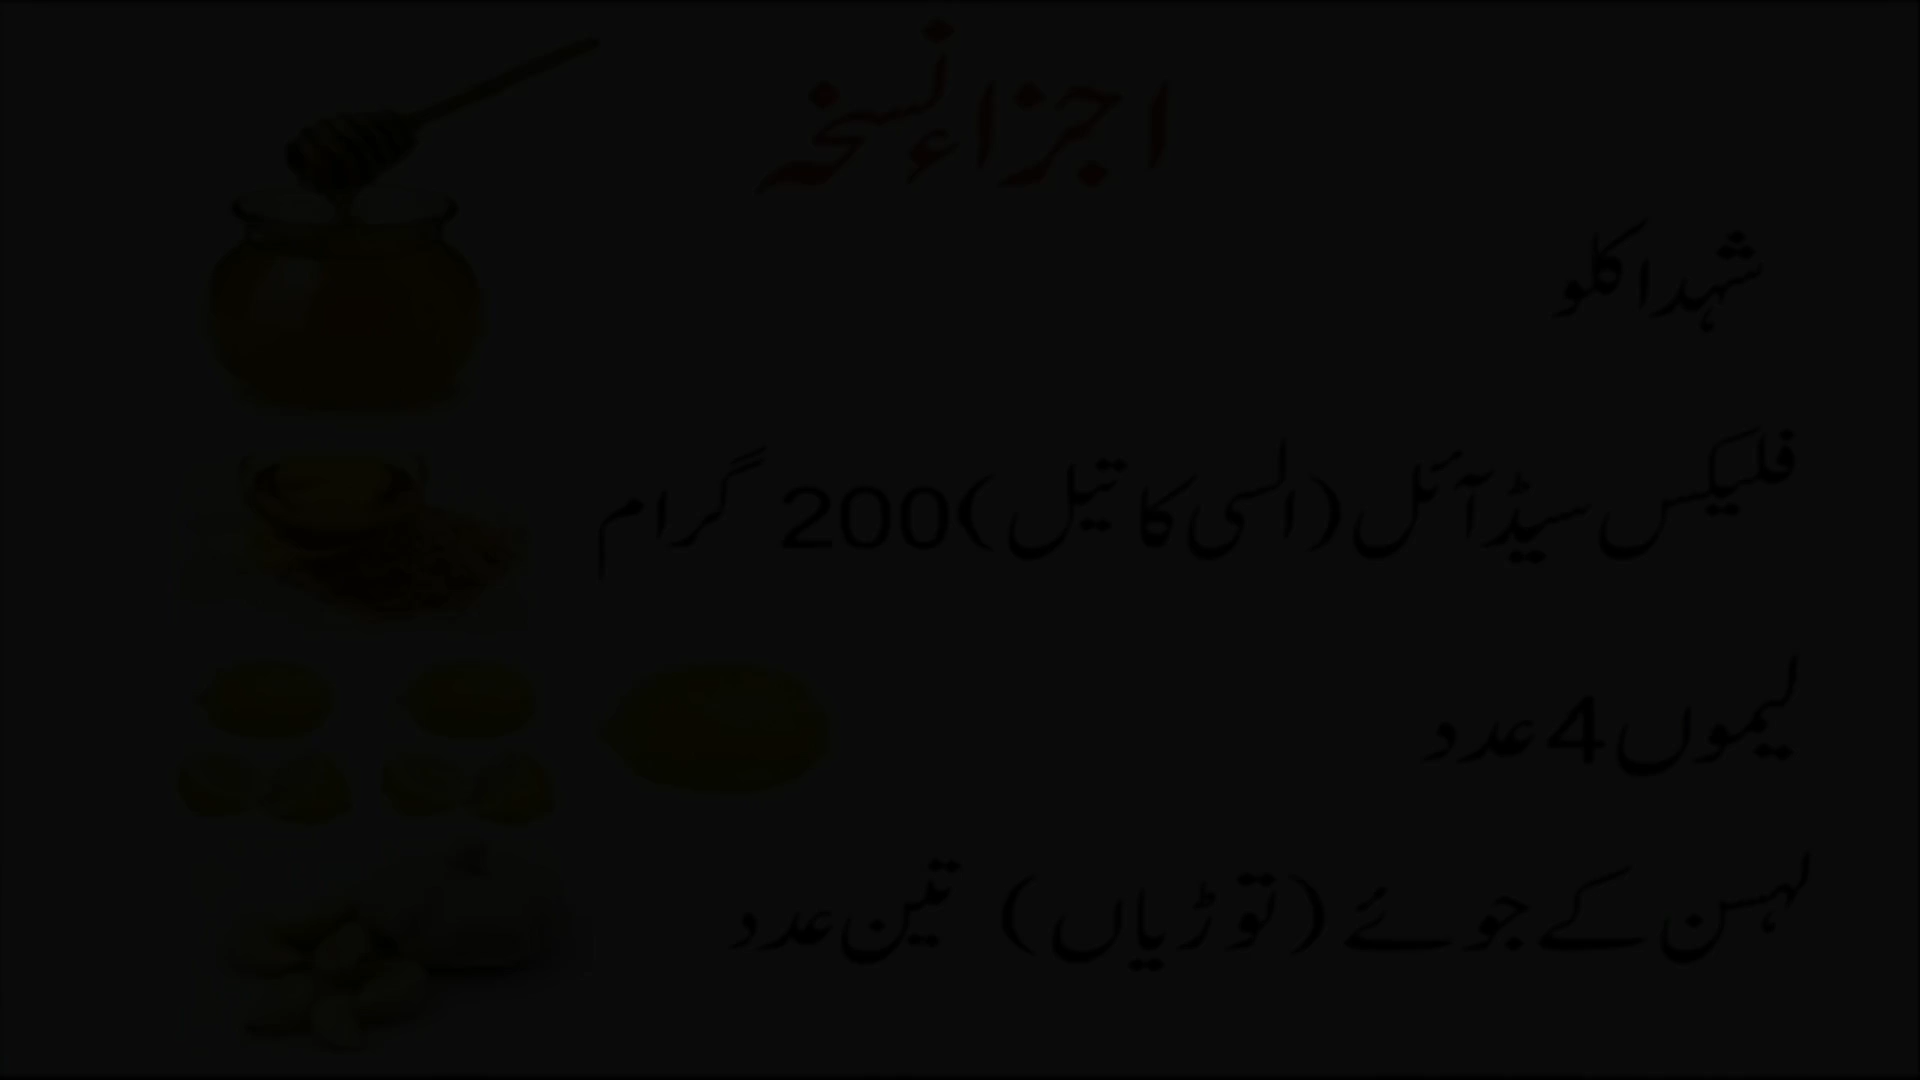 اجزاء نسخہ
شہد ا کلو
فلیکس سیڈ آئل (السی کا تیل) 200 گرام
لیموں 4 عدد
لہسن کے جوئے (توڑیاں) تین عدد